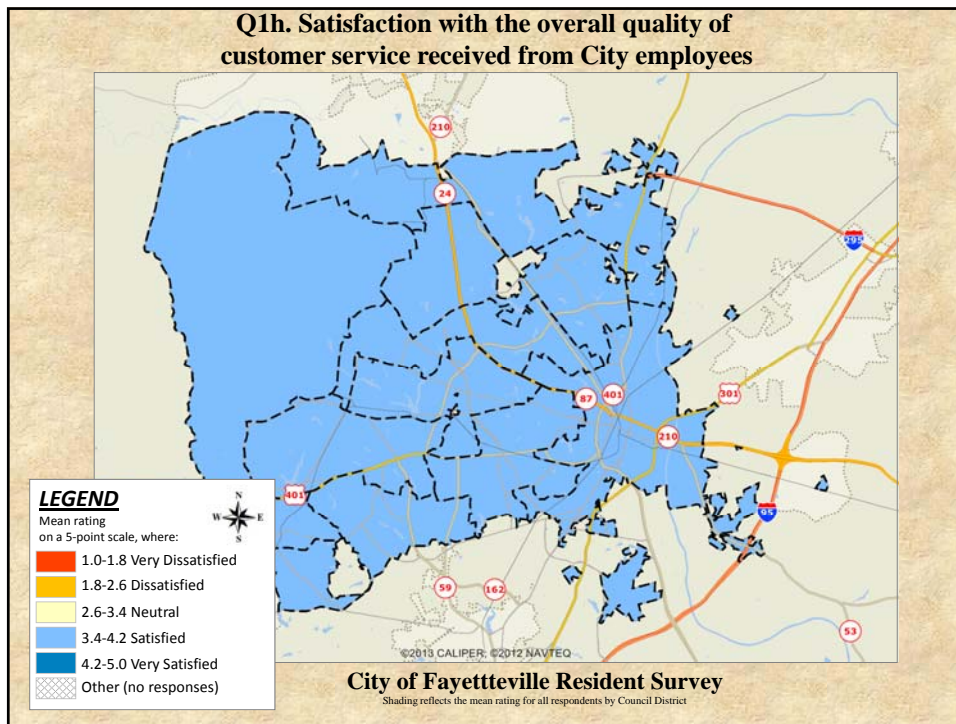 Q1h. Satisfaction with the overall quality of
customer service received from City employees
210
24
295
87
401
301
210
401
95
59
162
53
LEGEND
N
W E
S
Mean rating
on a 5-point scale, where:
1.0-1.8 Very Dissatisfied
1.8-2.6 Dissatisfied
2.6-3.4 Neutral
3.4-4.2 Satisfied
4.2-5.0 Very Satisfied
Other (no responses)
©2013 CALIPER; ©2012 NAVTEQ
City of Fayettteville Resident Survey
Shading reflects the mean rating for all respondents by Council District